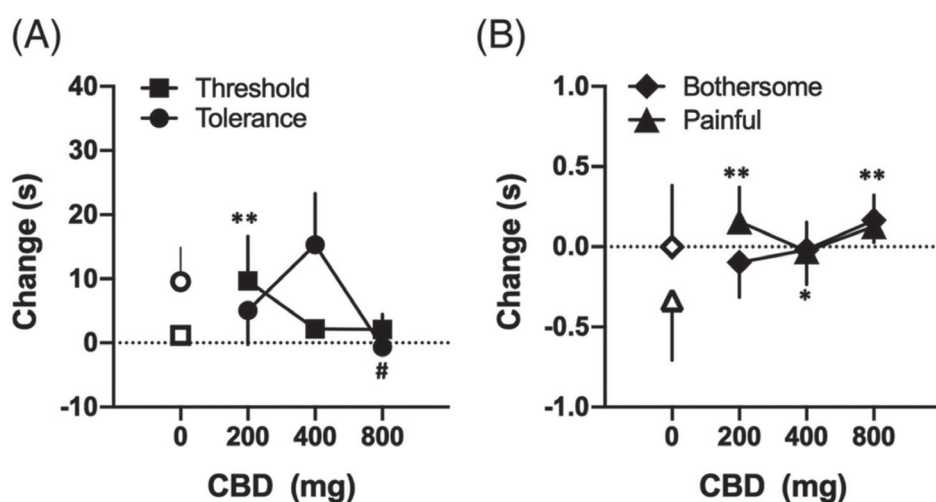 (A)
Threshold
Tolerance
Change (s)
40
30
20
10
0
-10
**
#
0 200 400 800
CBD (mg)
(B)
Bothersome
Painful
Change (s)
1.0
0.5
0.0
-0.5
-1.0
** **
*
0 200 400 800
CBD (mg)